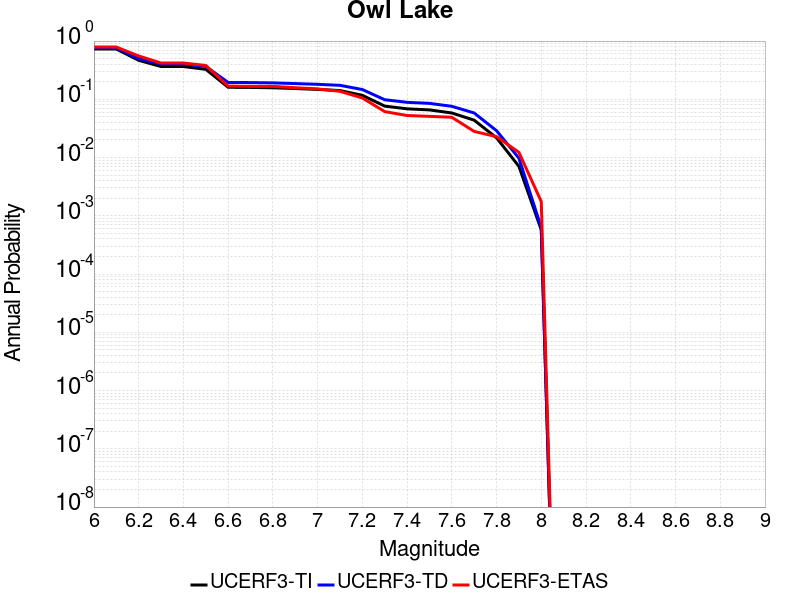 Owl Lake
10^0
10^-1
10^-2
10^-3
10^-4
10^-5
10^-6
10^-7
10^-8
Annual Probability
6 6.2 6.4 6.6 6.8 7 7.2 7.4 7.6 7.8 8 8.2 8.4 8.6 8.8 9
Magnitude
UCERF3-TI UCERF3-TD UCERF3-ETAS